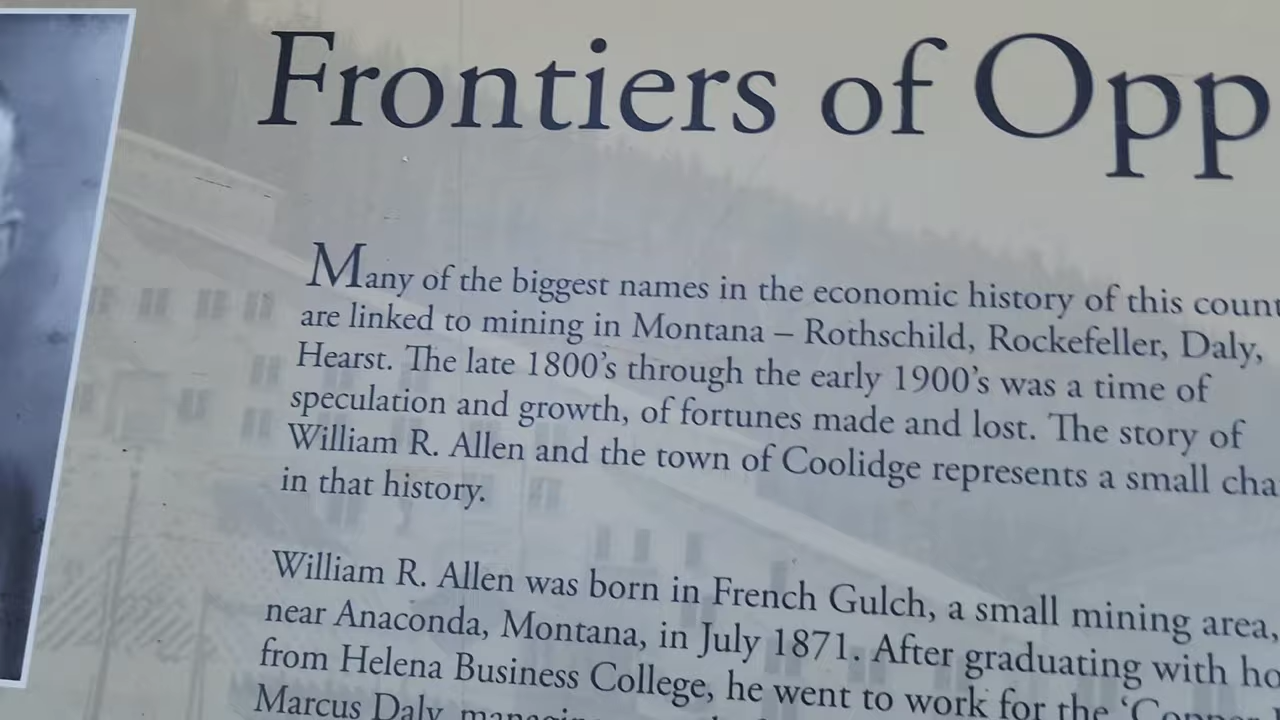 Frontiers of Opp
Many of the biggest names in the economic history of this count
are linked to mining in Montana – Rothschild, Rockefeller, Daly,
Hearst. The late 1800’s through the early 1900’s was a time of
speculation and growth, of fortunes made and lost. The story of
William R. Allen and the town of Coolidge represents a small cha
in that history.
William R. Allen was born in French Gulch, a small mining area,
near Anaconda, Montana, in July 1871. After graduating with ho
from Helena Business College, he went to work for the ‘Copper
Marcus Daly,